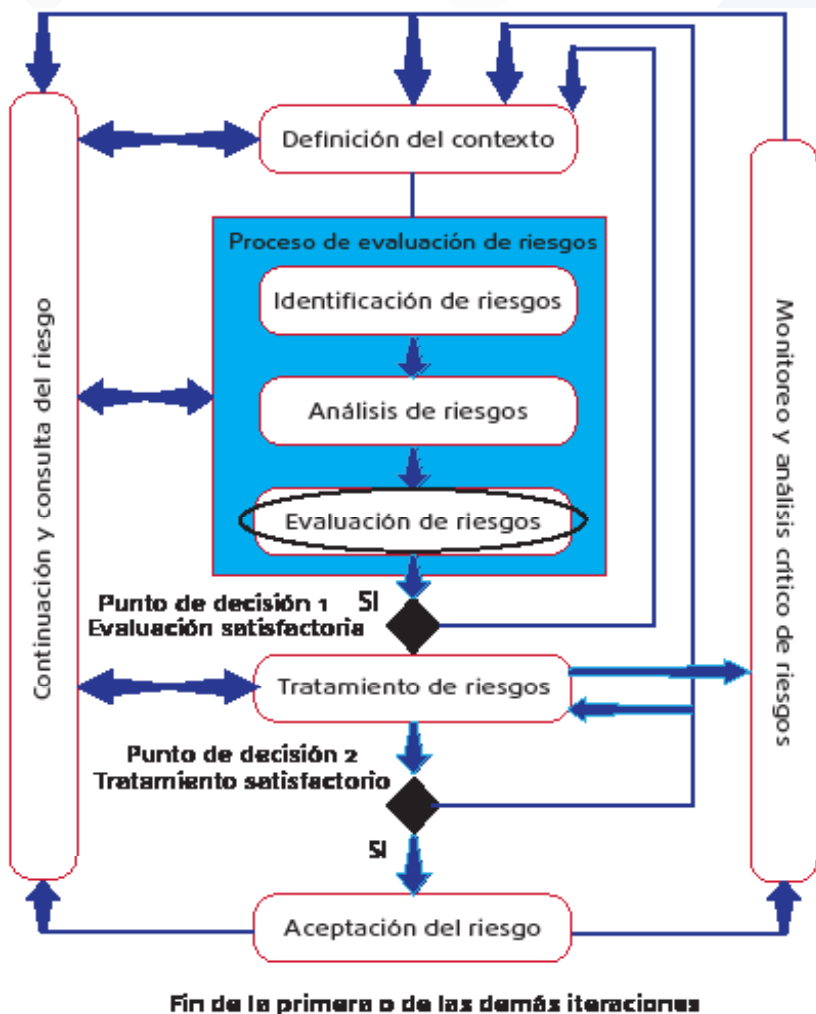 Definición del contexto
Proceso de evaluación de riesgos
Identificación de riesgos
Análisis de riesgos
Evaluación de riesgos
Punto de decisión 1 SI
Evaluación satisfactoria
Tratamiento de riesgos
Punto de decisión 2
Tratamiento satisfactorio
SI
Aceptación del riesgo
Continuación y consulta del riesgo
Monitoreo y análisis crítico de riesgos
Fin de la primera o de las demás iteraciones